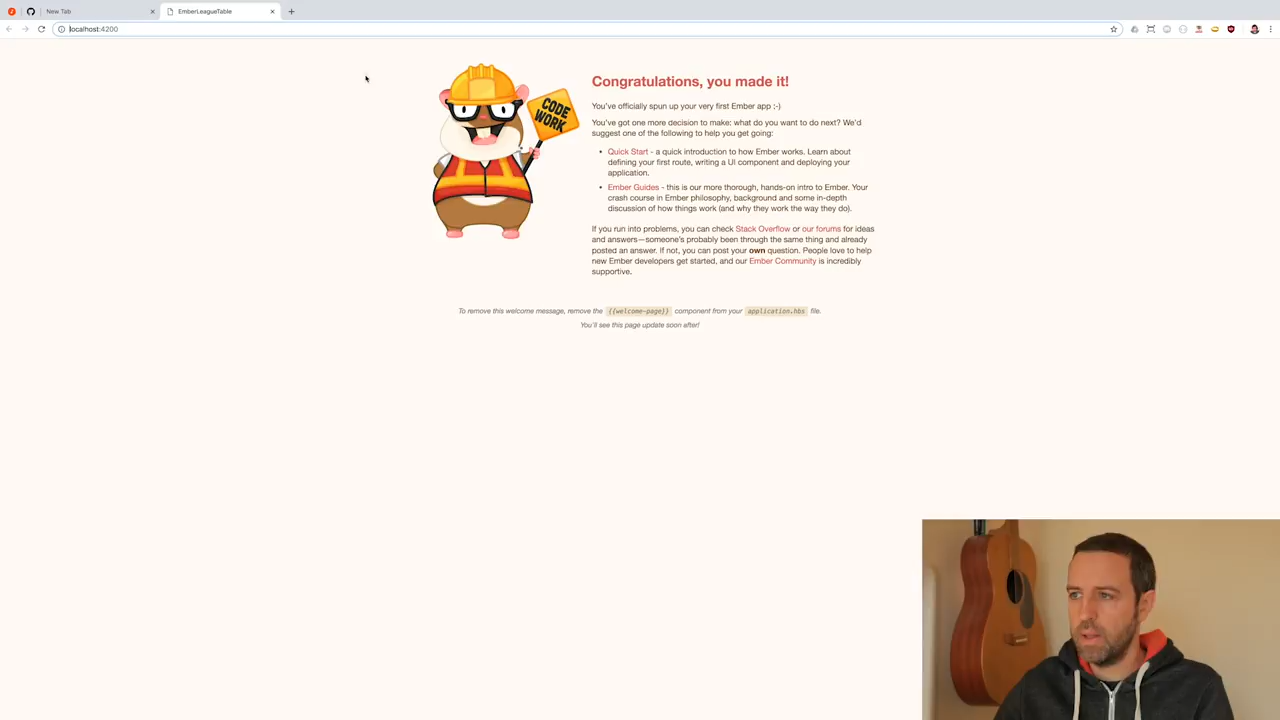 New Tab
EmberLeagueTable
localhost:4200
CODE
WORK
Congratulations, you made it!
You've officially spun up your very first Ember app :-)
You've got one more decision to make: what do you want to do next? We'd
suggest one of the following to help you get going:
• Quick Start - a quick introduction to how Ember works. Learn about
defining your first route, writing a UI component and deploying your
application.
• Ember Guides - this is our more thorough, hands-on intro to Ember. Your
crash course in Ember philosophy, background and some in-depth
discussion of how things work (and why they work the way they do).
If you run into problems, you can check Stack Overflow or our forums for ideas
and answers—someone's probably been through the same thing and already
posted an answer. If not, you can post your own question. People love to help
new Ember developers get started, and our Ember Community is incredibly
supportive.
To remove this welcome message, remove the {{welcome-page}} component from your application.hbs file.
You'll see this page update soon after!